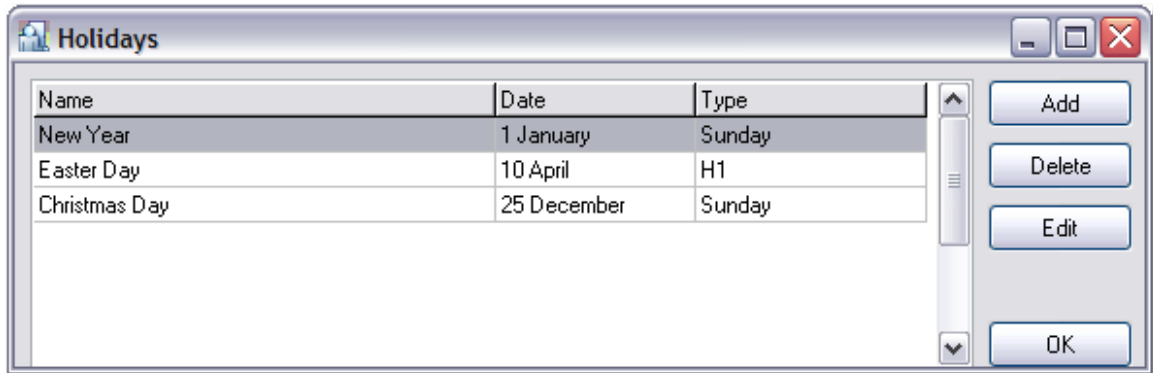 Holidays
Name Date Type Add
New Year 1 January Sunday
Easter Day 10 April H1 Delete
Christmas Day 25 December Sunday Edit
OK